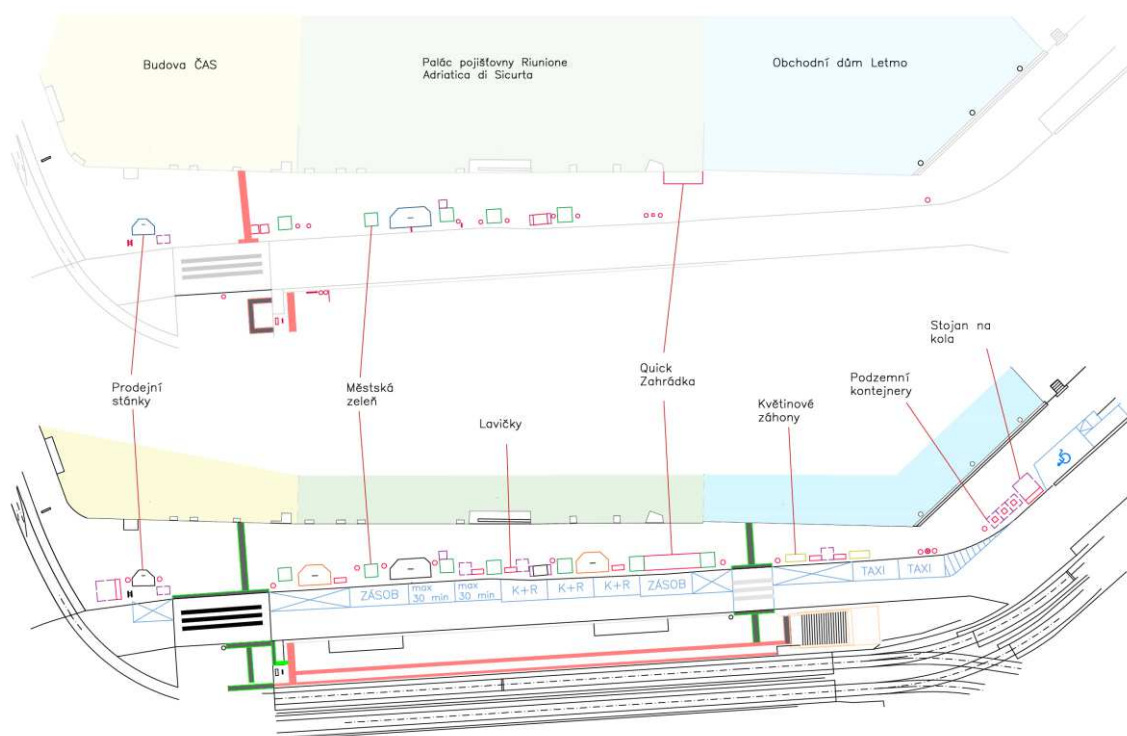 Budova ČAS
Palác pojišťovny Riunione
Adriatica di Sicurta
Obchodní dům Letmo
Prodejní
stánky
Městská
zeleň
Lavičky
Quick
Zahrádka
Květinové
záhony
Podzemní
kontejnery
Stojan na
kola
ZÁSOB
max
30 min
max
30 min
K+R
K+R
K+R
ZÁSOB
TAXI
TAXI